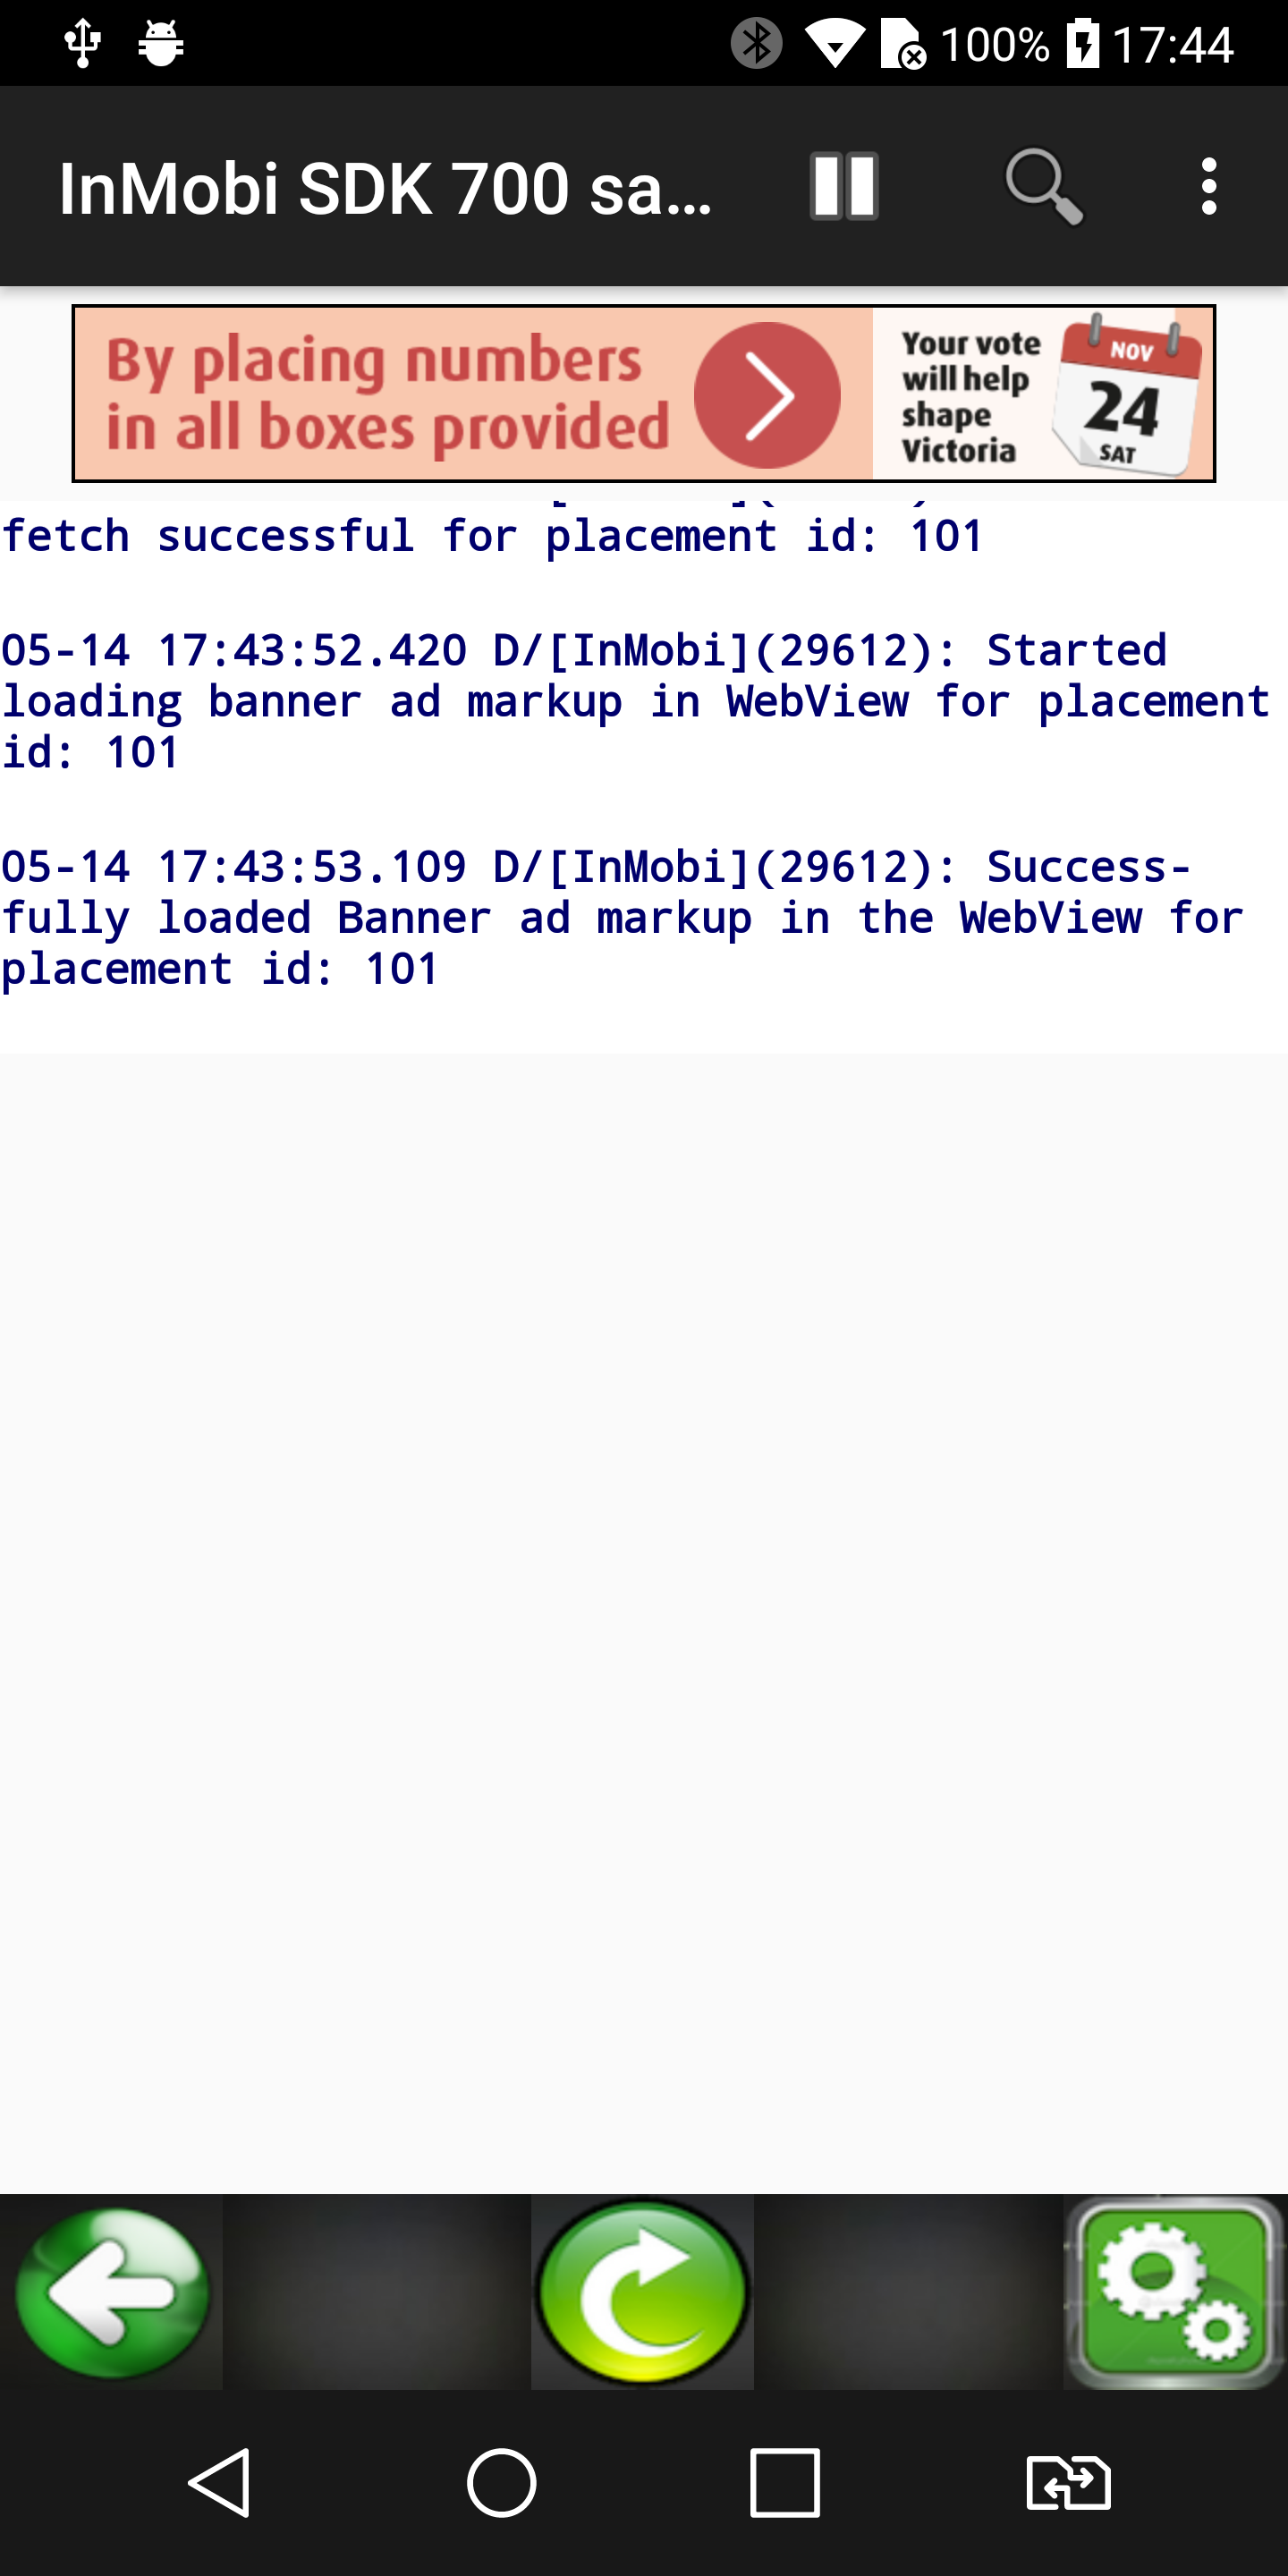 100% 17:44
InMobi SDK 700 sa...
By placing numbers
in all boxes provided
Your vote
will help
shape
Victoria
NOV
24
SAT
fetch successful for placement id: 101
05-14 17:43:52.420 D/[InMobi](29612): Started
loading banner ad markup in WebView for placement
id: 101
05-14 17:43:53.109 D/[InMobi](29612): Success-
fully loaded Banner ad markup in the WebView for
placement id: 101